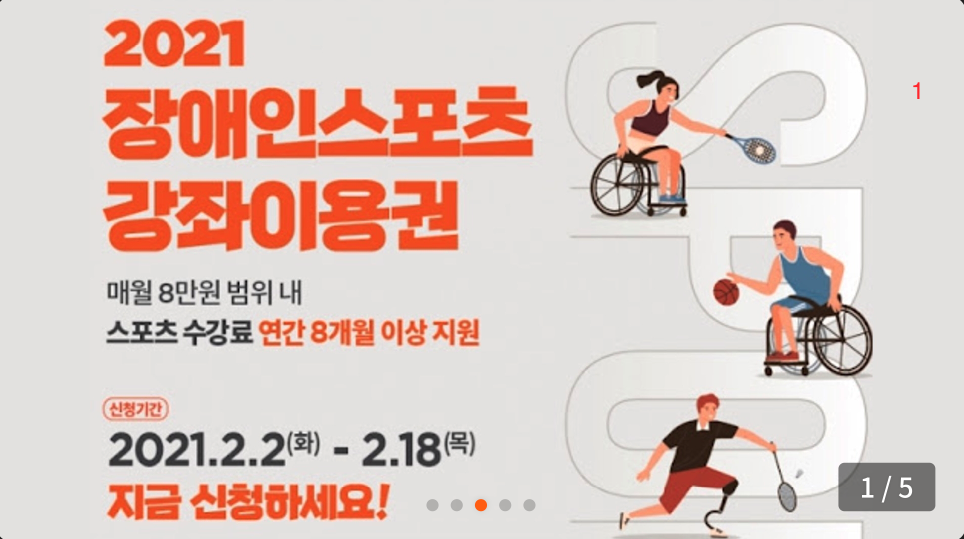 2021
장애인스포츠
강좌이용권
매월 8만원 범위 내
스포츠 수강료 연간 8개월 이상 지원
신청기간
2021.2.2(화) - 2.18(목)
지금 신청하세요!
SPO
1
1 / 5